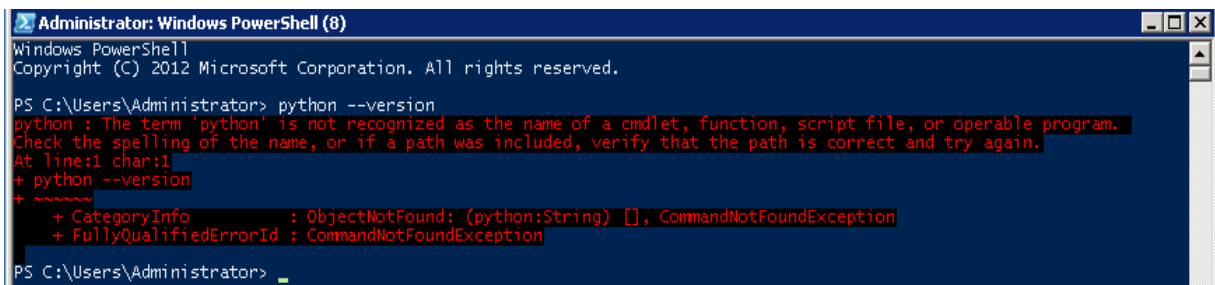 Administrator: Windows PowerShell (8)
Windows PowerShell
Copyright (C) 2012 Microsoft Corporation. All rights reserved.
PS C:\Users\Administrator> python --version
python : The term 'python' is not recognized as the name of a cmdlet, function, script file, or operable program.
Check the spelling of the name, or if a path was included, verify that the path is correct and try again.
At line:1 char:1
+ python --version
+ ~~~~~~
    + CategoryInfo          : ObjectNotFound: (python:String) [], CommandNotFoundException
    + FullyQualifiedErrorId : CommandNotFoundException
PS C:\Users\Administrator> _